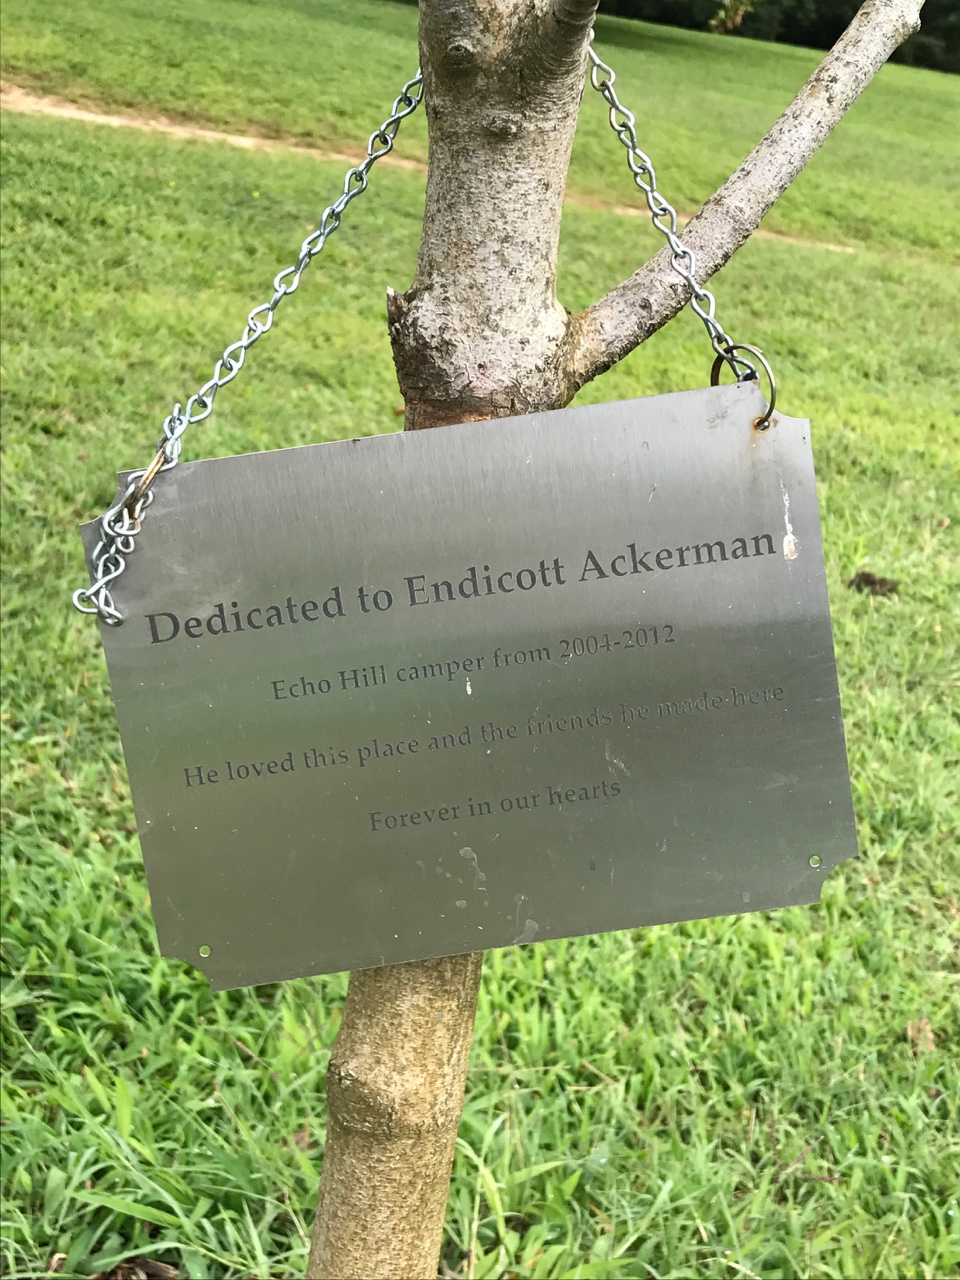 Dedicated to Endicott Ackerman
Echo Hill camper from 2004-2012
He loved this place and the friends he made here
Forever in our hearts